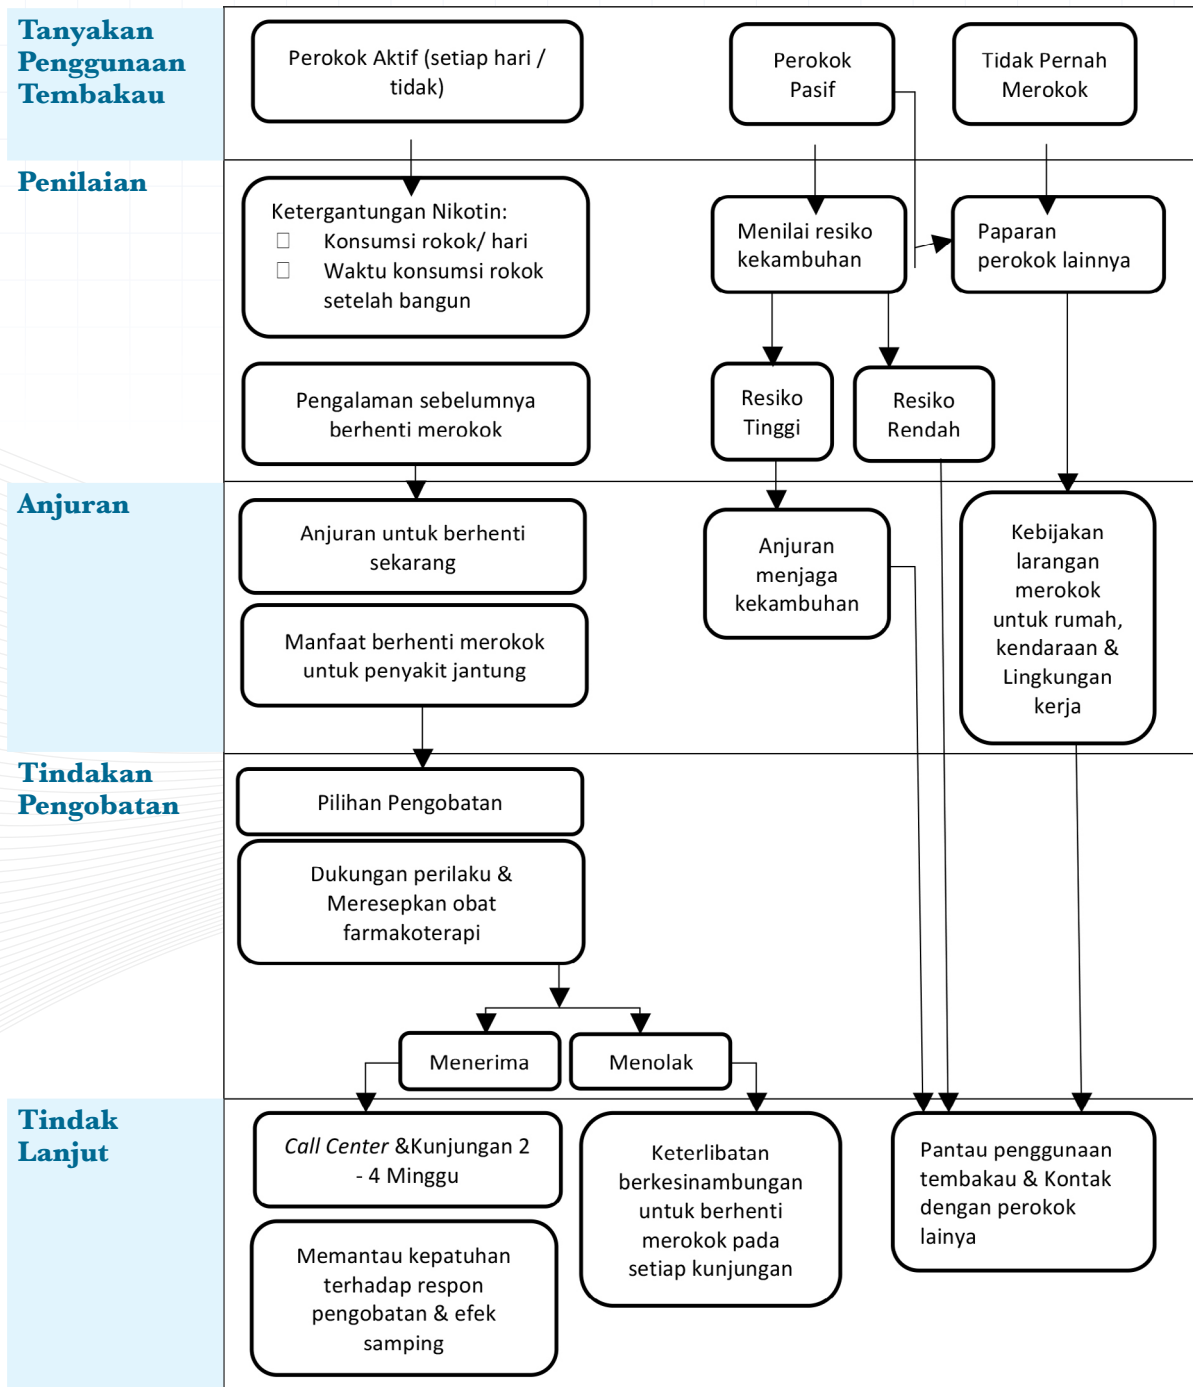 Tanyakan
Penggunaan
Tembakau
Perokok Aktif (setiap hari /
tidak)
Perokok
Pasif
Tidak Pernah
Merokok
Penilaian
Ketergantungan Nikotin:
Konsumsi rokok/ hari
Waktu konsumsi rokok
setelah bangun
Menilai resiko
kekambuhan
Paparan
perokok lainnya
Pengalaman sebelumnya
berhenti merokok
Resiko
Tinggi
Resiko
Rendah
Anjuran
Anjuran untuk berhenti
sekarang
Manfaat berhenti merokok
untuk penyakit jantung
Anjuran
menjaga
kekambuhan
Kebijakan
larangan
merokok
untuk rumah,
kendaraan &
Lingkungan
kerja
Tindakan
Pengobatan
Pilihan Pengobatan
Dukungan perilaku &
Meresepkan obat
farmakoterapi
Menerima
Menolak
Tindak
Lanjut
Call Center &Kunjungan 2
- 4 Minggu
Memantau kepatuhan
terhadap respon
pengobatan & efek
samping
Keterlibatan
berkesinambungan
untuk berhenti
merokok pada
setiap kunjungan
Pantau penggunaan
tembakau & Kontak
dengan perokok
lainya